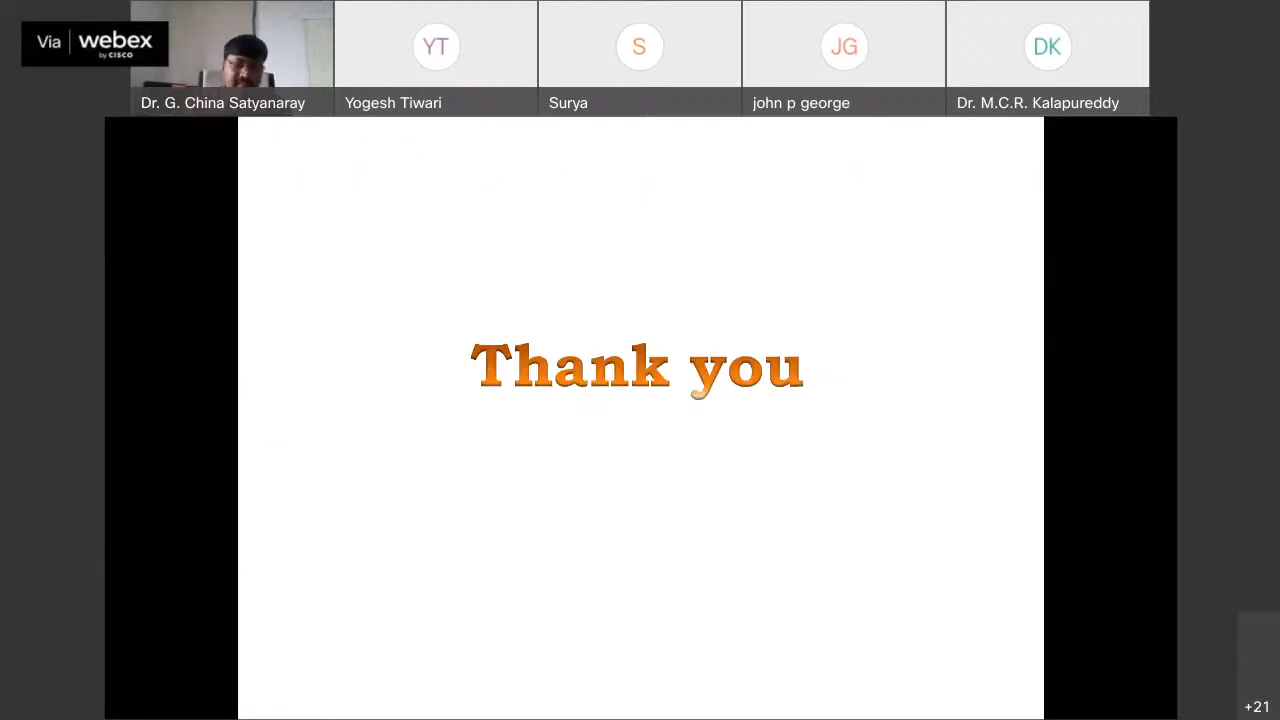 Via webex
by CISCO
YT
S
JG
DK
Dr. G. China Satyanaray
Yogesh Tiwari
Surya
john p george
Dr. M.C.R. Kalapureddy
Thank you
+21